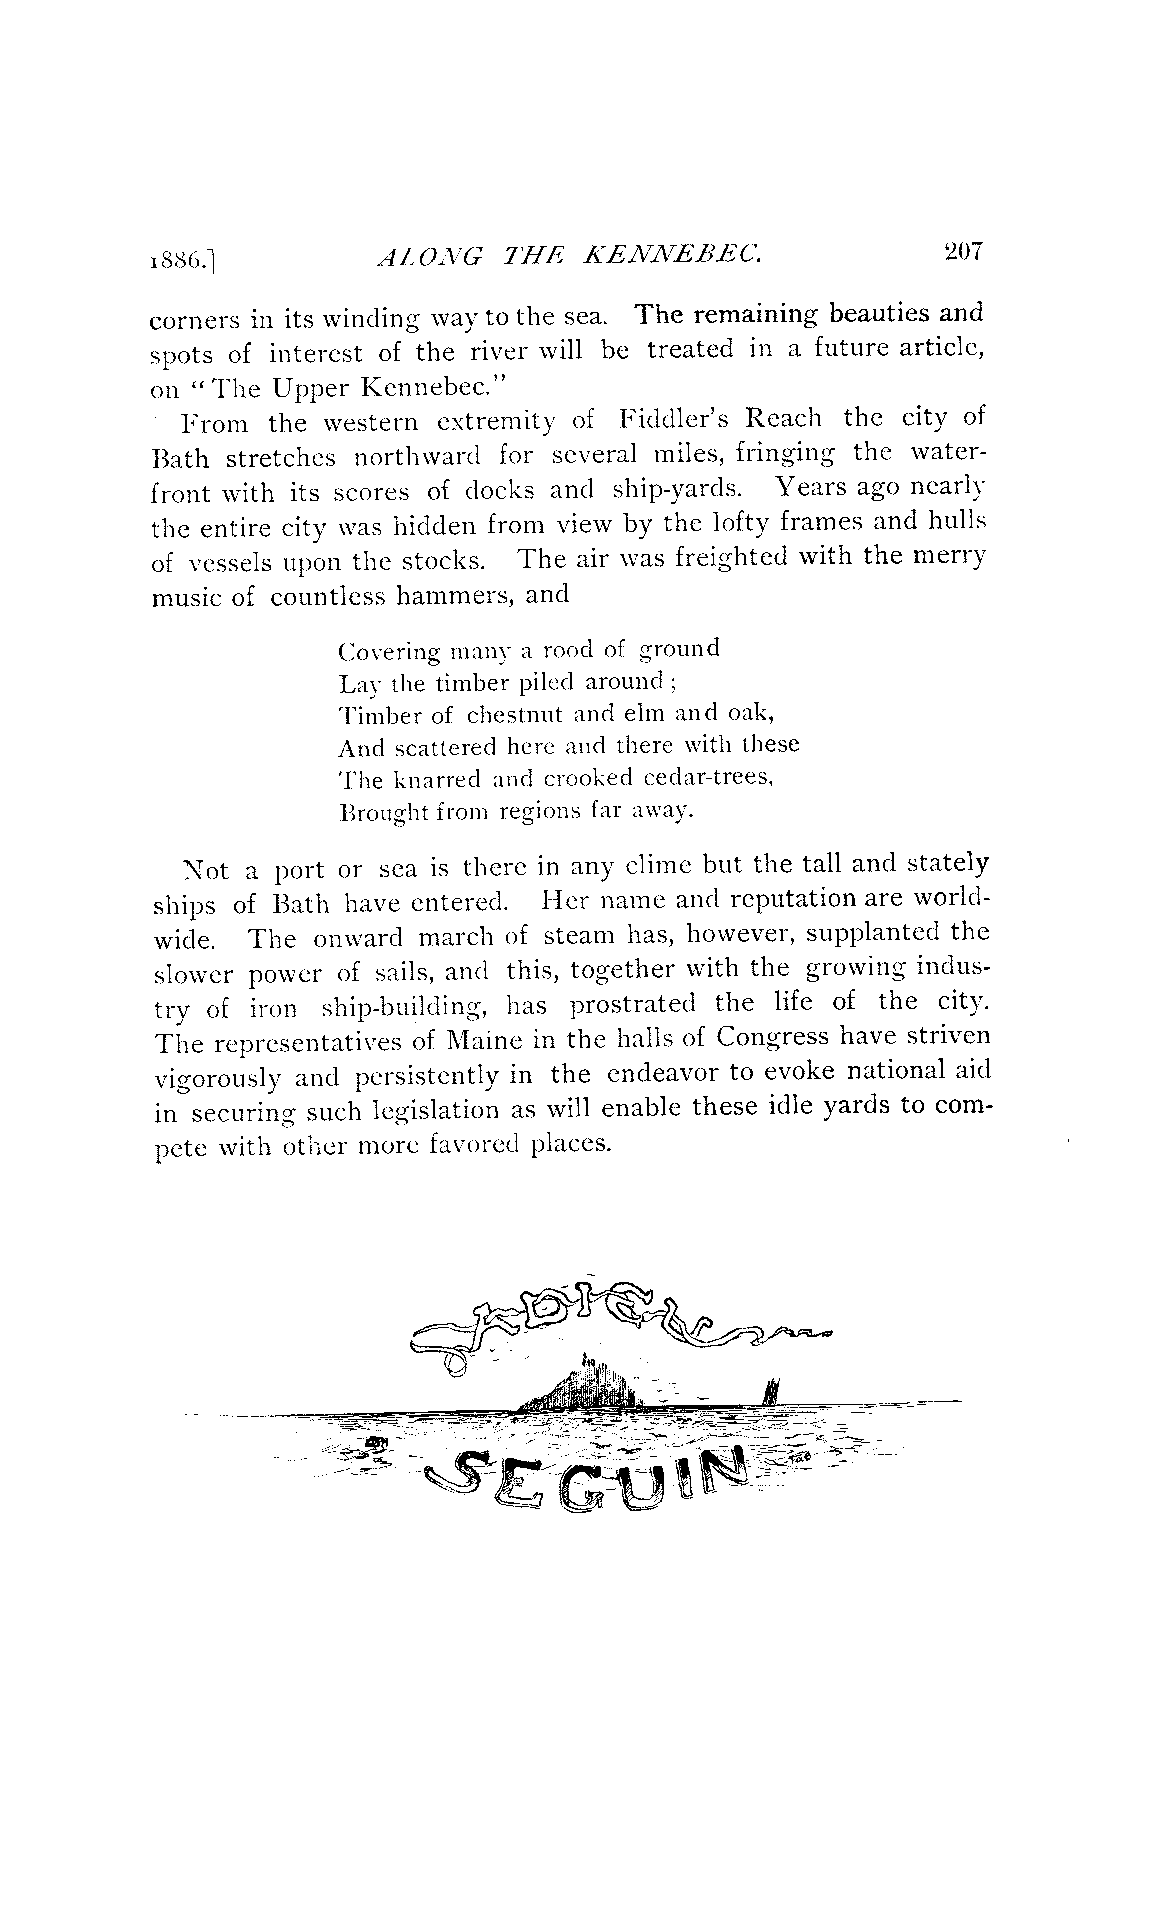 1886.] ALONG THE KENNEBEC. 207
corners in its winding way to the sea. The remaining beauties and
spots of interest of the river will be treated in a future article,
on “The Upper Kennebec.”
From the western extremity of Fiddler's Reach the city of
Bath stretches northward for several miles, fringing the water-
front with its scores of docks and ship-yards. Years ago nearly
the entire city was hidden from view by the lofty frames and hulls
of vessels upon the stocks. The air was freighted with the merry
music of countless hammers, and
Covering many a rood of ground
Lay the timber piled around ;
Timber of chestnut and elm and oak,
And scattered here and there with these
The knarred and crooked cedar-trees,
Brought from regions far away.
Not a port or sea is there in any clime but the tall and stately
ships of Bath have entered. Her name and reputation are world-
wide. The onward march of steam has, however, supplanted the
slower power of sails, and this, together with the growing indus-
try of iron ship-building, has prostrated the life of the city.
The representatives of Maine in the halls of Congress have striven
vigorously and persistently in the endeavor to evoke national aid
in securing such legislation as will enable these idle yards to com-
pete with other more favored places.
ADIEU
SEGUIN